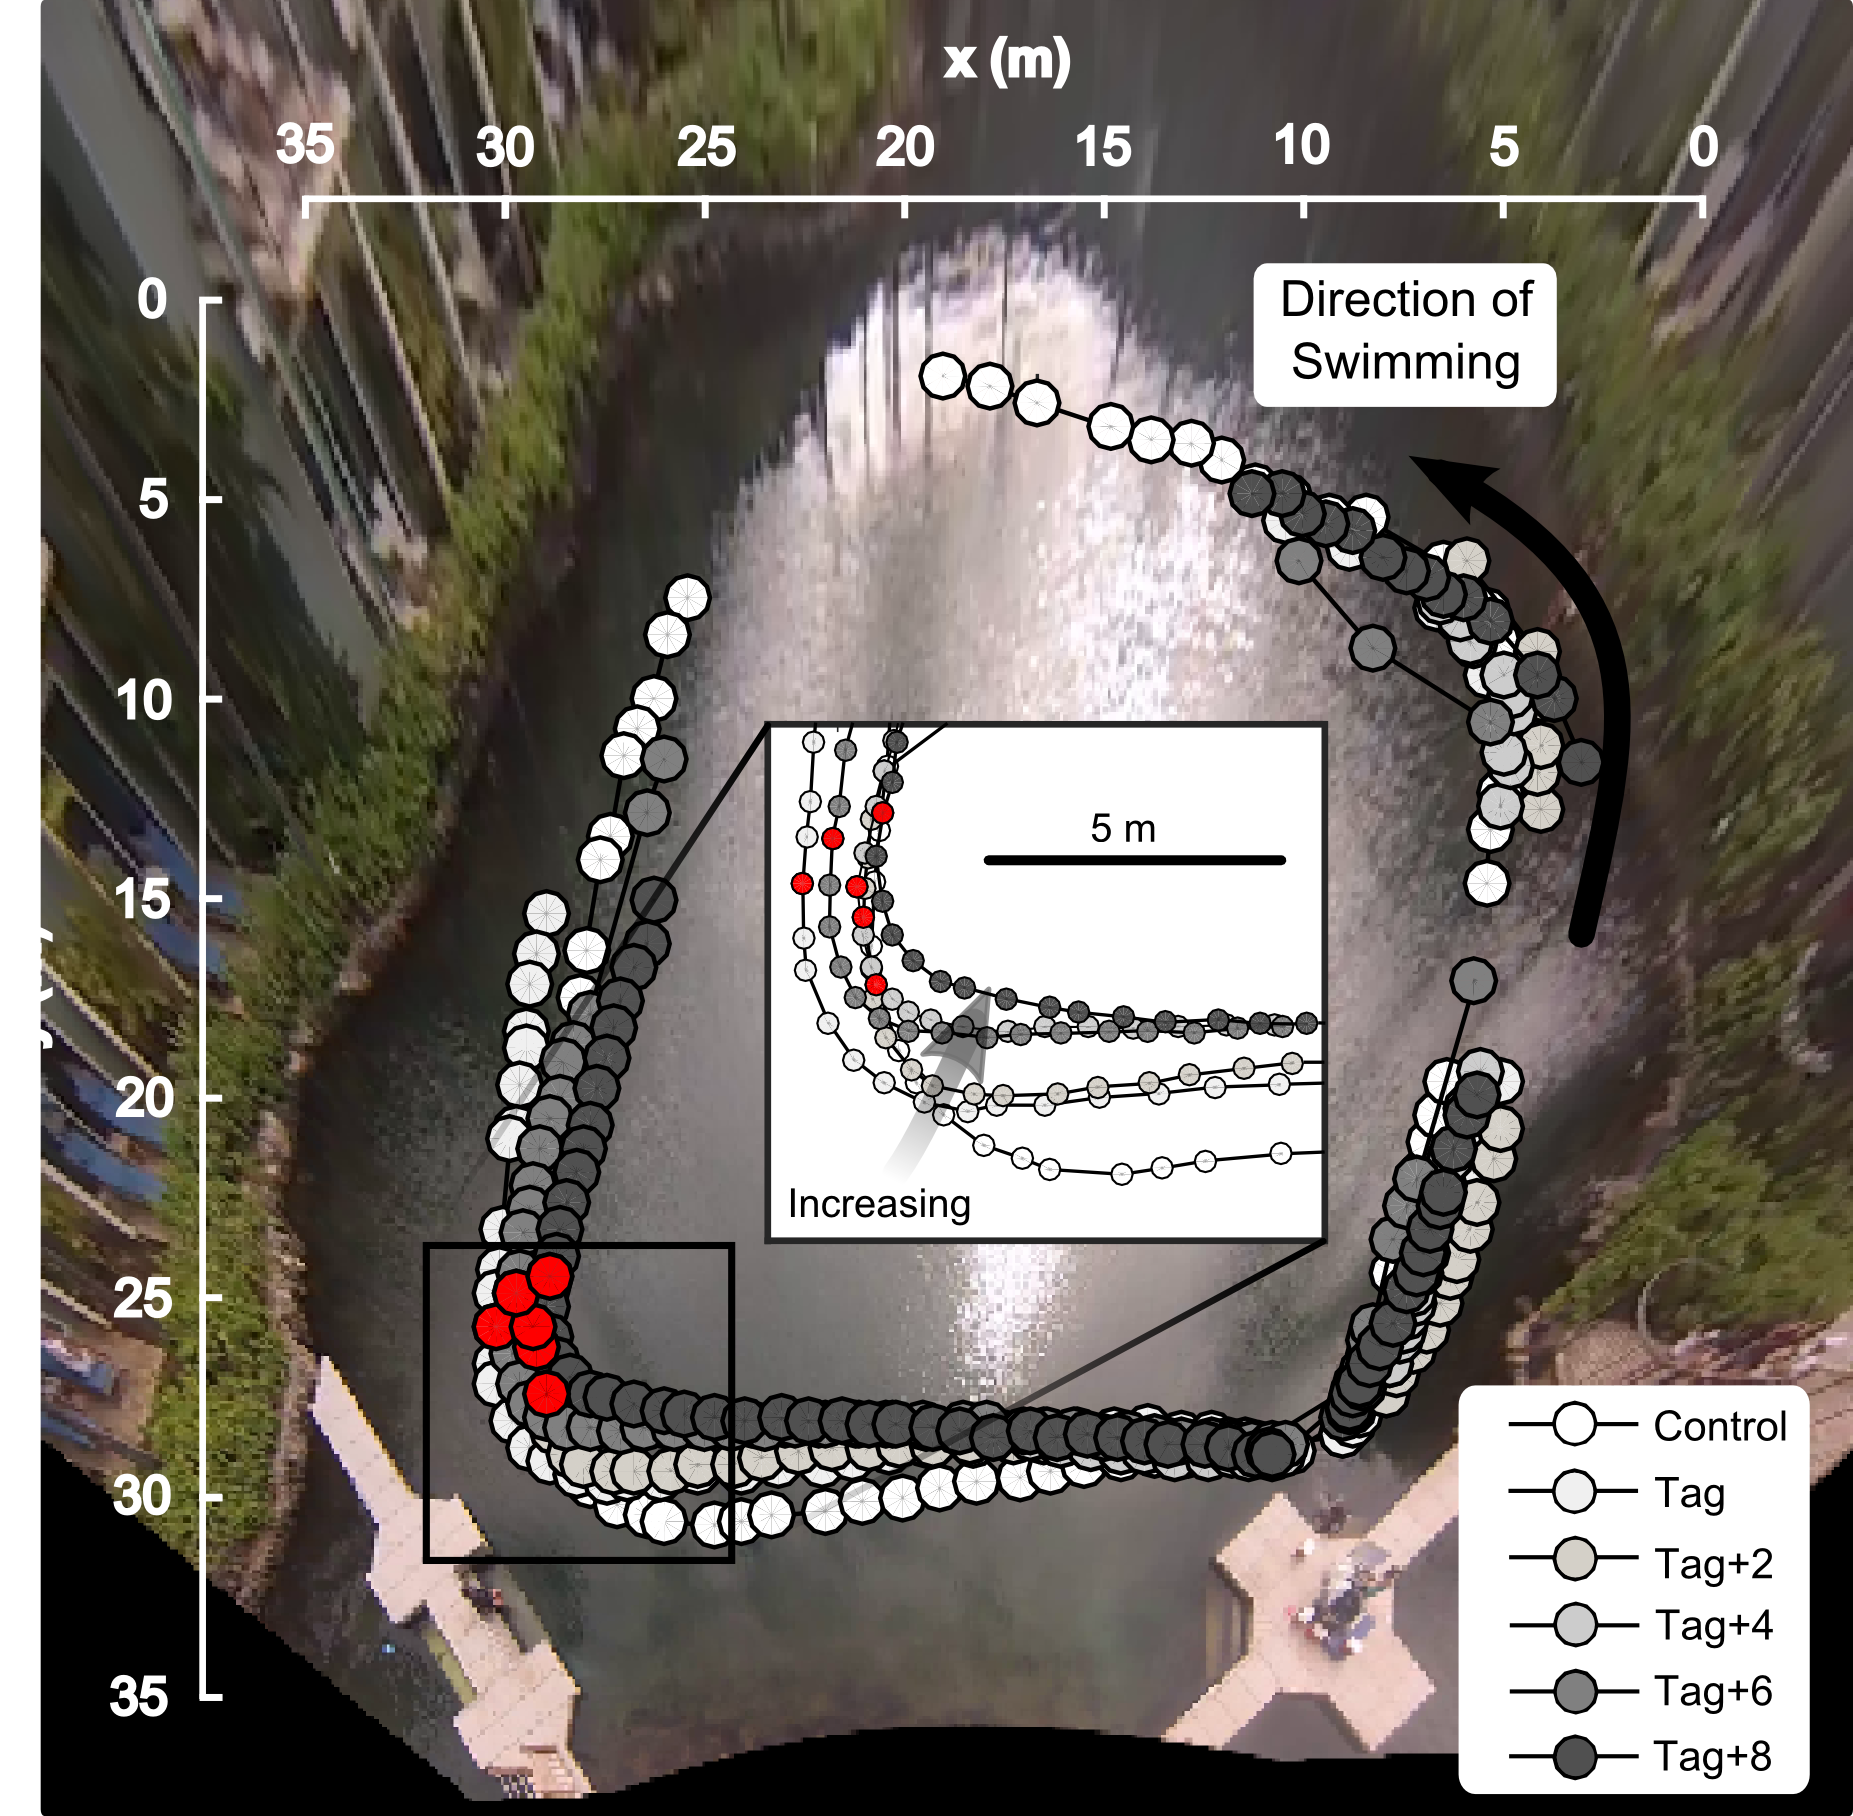 x (m)
35 30 25 20 15 10 5 0
Direction of
Swimming
0
5
10
15
20
25
30
35
5 m
Increasing
Control
Tag
Tag+2
Tag+4
Tag+6
Tag+8